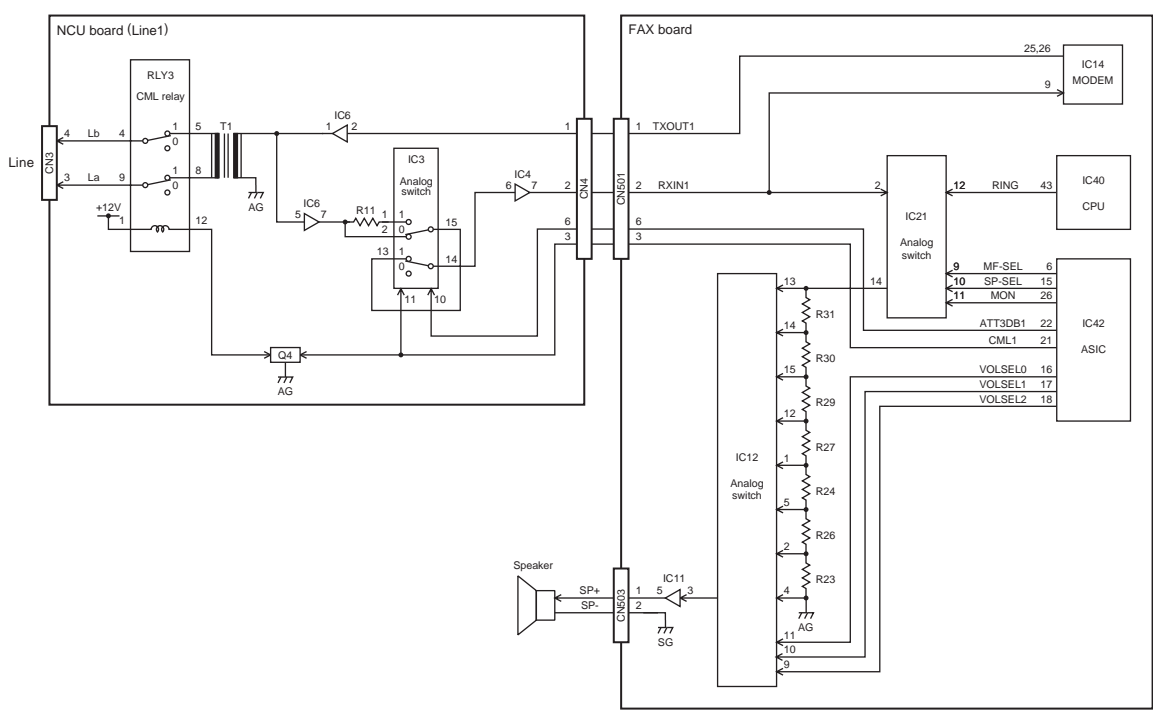 NCU board (Line1)
FAX board
RLY3
CML relay
25,26
IC14
MODEM
9
Line
CN3
4 Lb 4 1 5 T1
0
IC6
1 2
1
CN4
CN501
1 TXOUT1
3 La 9 1 8
0
AG
IC3
Analog
switch
IC4
6 7
2
2 RXIN1
2
IC21
Analog
switch
12 RING 43
IC40
CPU
+12V
1 12
IC6
5 7
R11
1 1
2 0
15
6
6
3
3
13 1
0
14
11
10
9 MF-SEL 6
10 SP-SEL 15
11 MON 26
13
14
R31
ATT3DB1 22
CML1 21
IC42
ASIC
Q4
AG
14
R30
15
VOLSEL0 16
VOLSEL1 17
VOLSEL2 18
R29
12
R27
IC12
Analog
switch
1
R24
5
R26
2
R23
4
AG
Speaker
SP+
SP-
CN503
1
2
IC11
5 3
SG
11
10
9